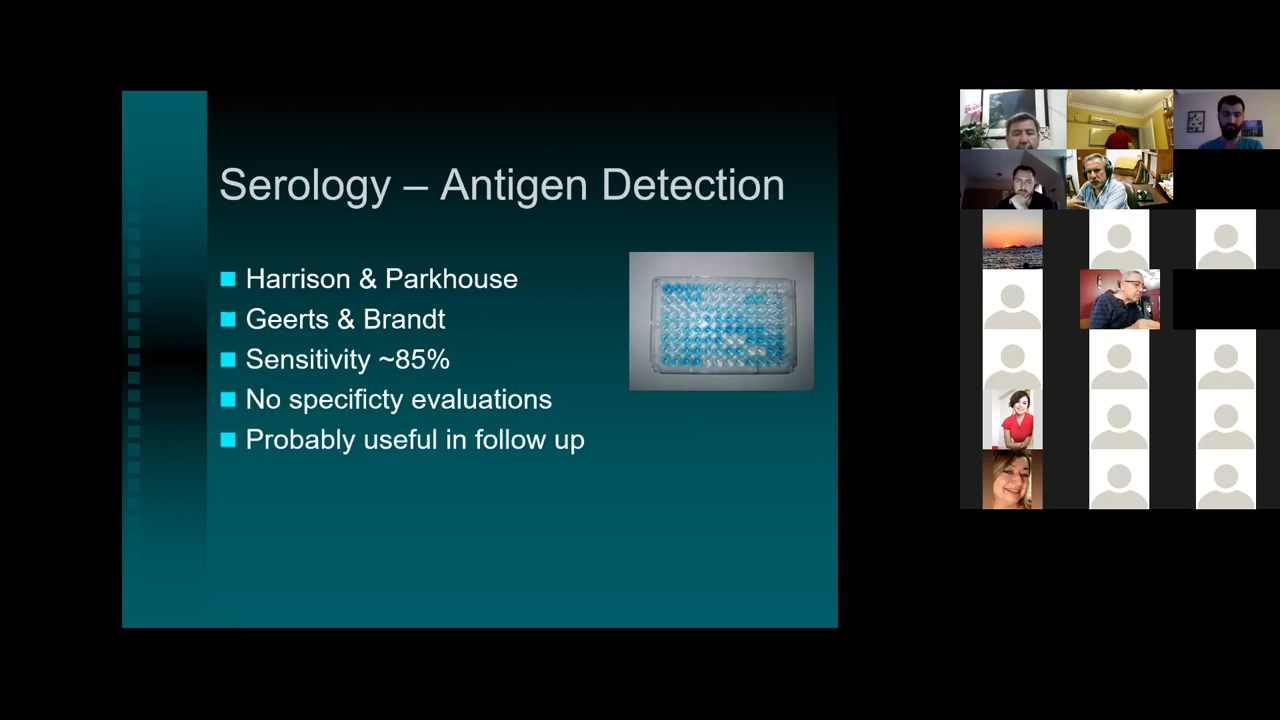 Serology – Antigen Detection
Harrison & Parkhouse
Geerts & Brandt
Sensitivity ~85%
No specificty evaluations
Probably useful in follow up